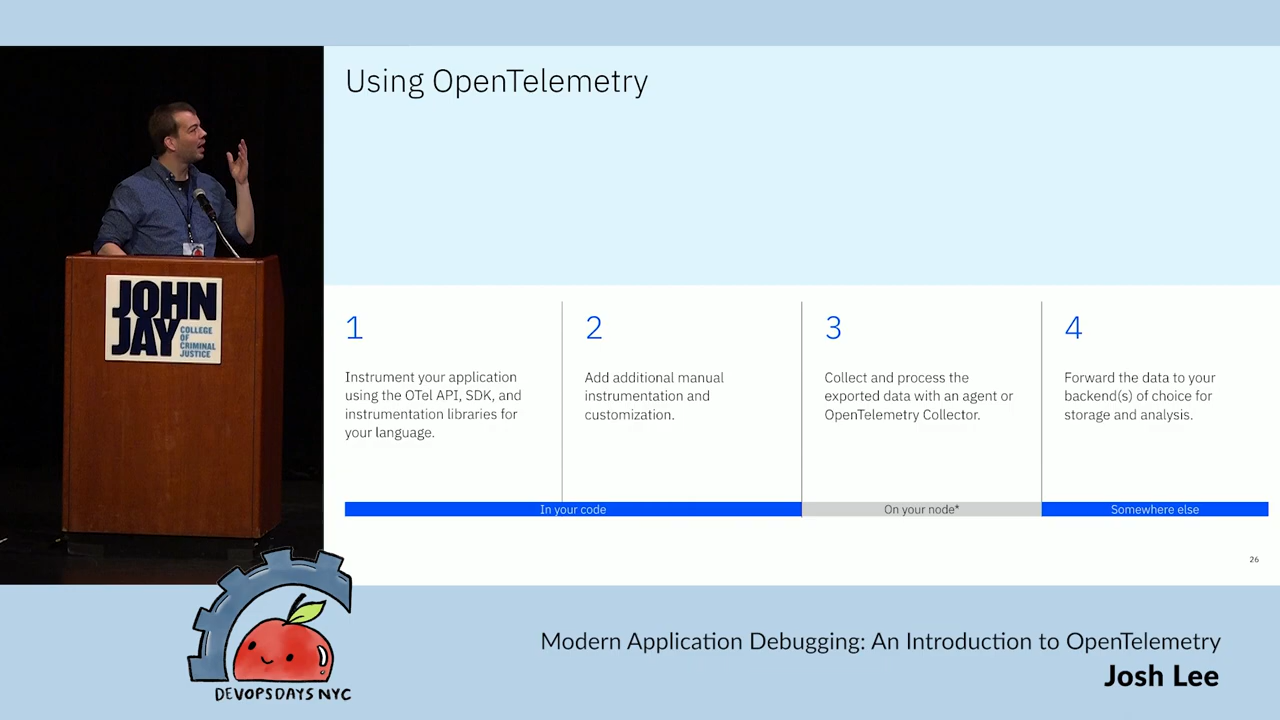 Using OpenTelemetry
1
Instrument your application
using the OTel API, SDK, and
instrumentation libraries for
your language.
2
Add additional manual
instrumentation and
customization.
3
Collect and process the
exported data with an agent or
OpenTelemetry Collector.
4
Forward the data to your
backend(s) of choice for
storage and analysis.
In your code
On your node*
Somewhere else
26
JOHN
JAY
COLLEGE
OF
CRIMINAL
JUSTICE
DEVOPSDAYS NYC
Modern Application Debugging: An Introduction to OpenTelemetry
Josh Lee